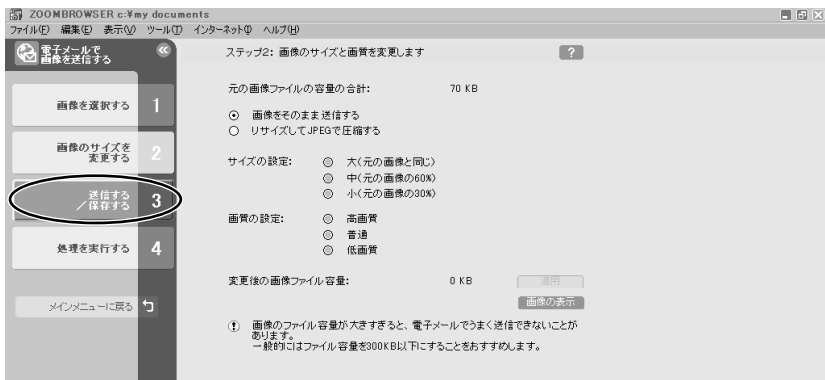 ZOOMBROWSER c:¥my documents
ファイル(F) 編集(E) 表示(V) ツール(T) インターネット(I) ヘルプ(H)
電子メールで
画像を送信する
画像を選択する 1
画像のサイズを
変更する 2
送信する
/保存する 3
処理を実行する 4
メインメニューに戻る
ステップ2: 画像のサイズと画質を変更します ?
元の画像ファイルの容量の合計: 70 KB
画像をそのまま送信する
リサイズしてJPEGで圧縮する
サイズの設定: 大(元の画像と同じ)
中(元の画像の60%)
小(元の画像の30%)
画質の設定: 高画質
普通
低画質
変更後の画像ファイル容量: 0 KB 適用
画像の表示
画像のファイル容量が大きすぎると、電子メールでうまく送信できないことが
あります。
一般的にはファイル容量を300KB以下にすることをおすすめします。